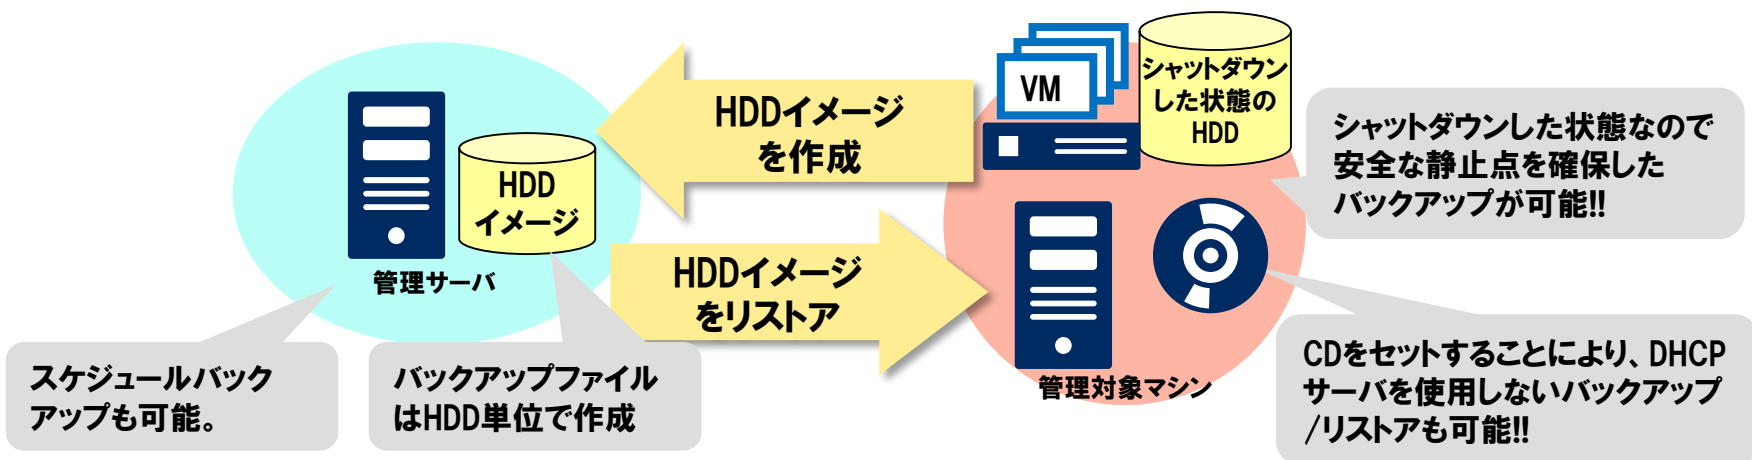 HDDイメージ
を作成
VM
シャットダウン
した状態の
HDD
シャットダウンした状態なので
安全な静止点を確保した
バックアップが可能!!
HDD
イメージ
管理サーバ
HDDイメージ
をリストア
管理対象マシン
スケジュールバック
アップも可能。
バックアップファイル
はHDD単位で作成
CDをセットすることにより、DHCP
サーバを使用しないバックアップ
/リストアも可能!!